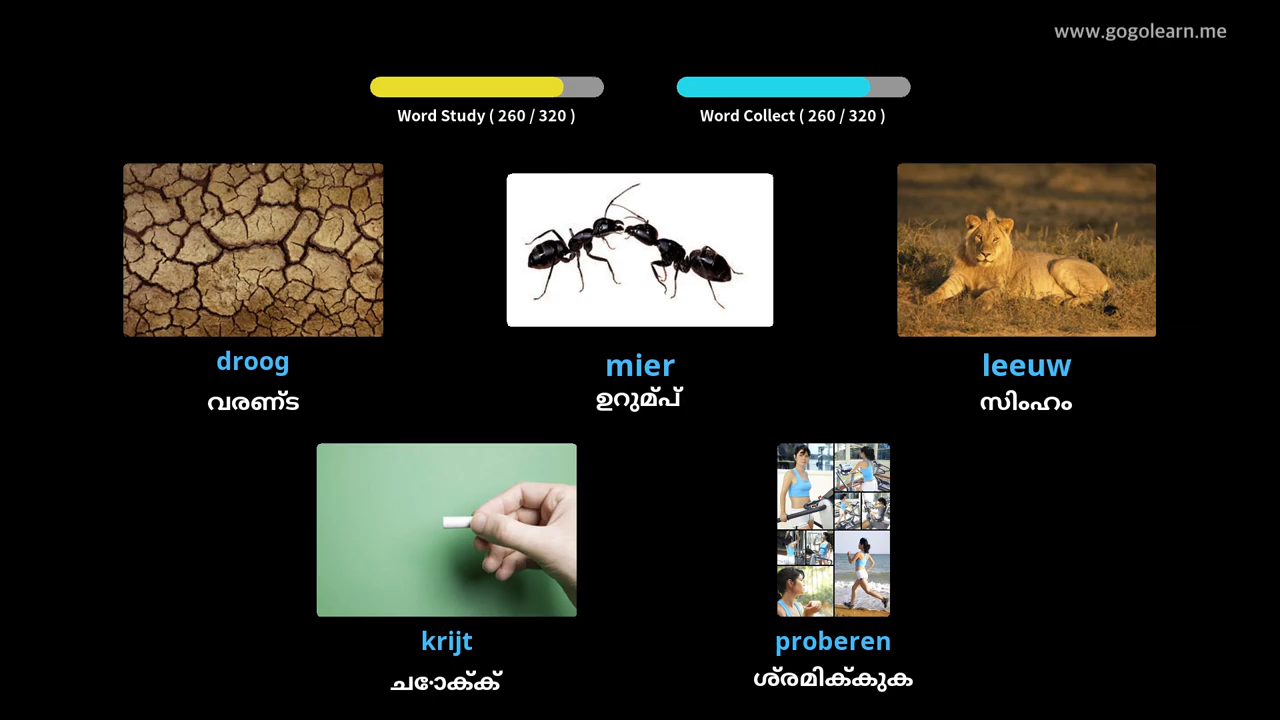 www.gogolearn.me
Word Study ( 260 / 320 )
Word Collect ( 260 / 320 )
droog
വരണ്ട
mier
ഉറുമ്പ്
leeuw
സിംഹം
krijt
ചോക്ക്
proberen
ശ്രമിക്കുക